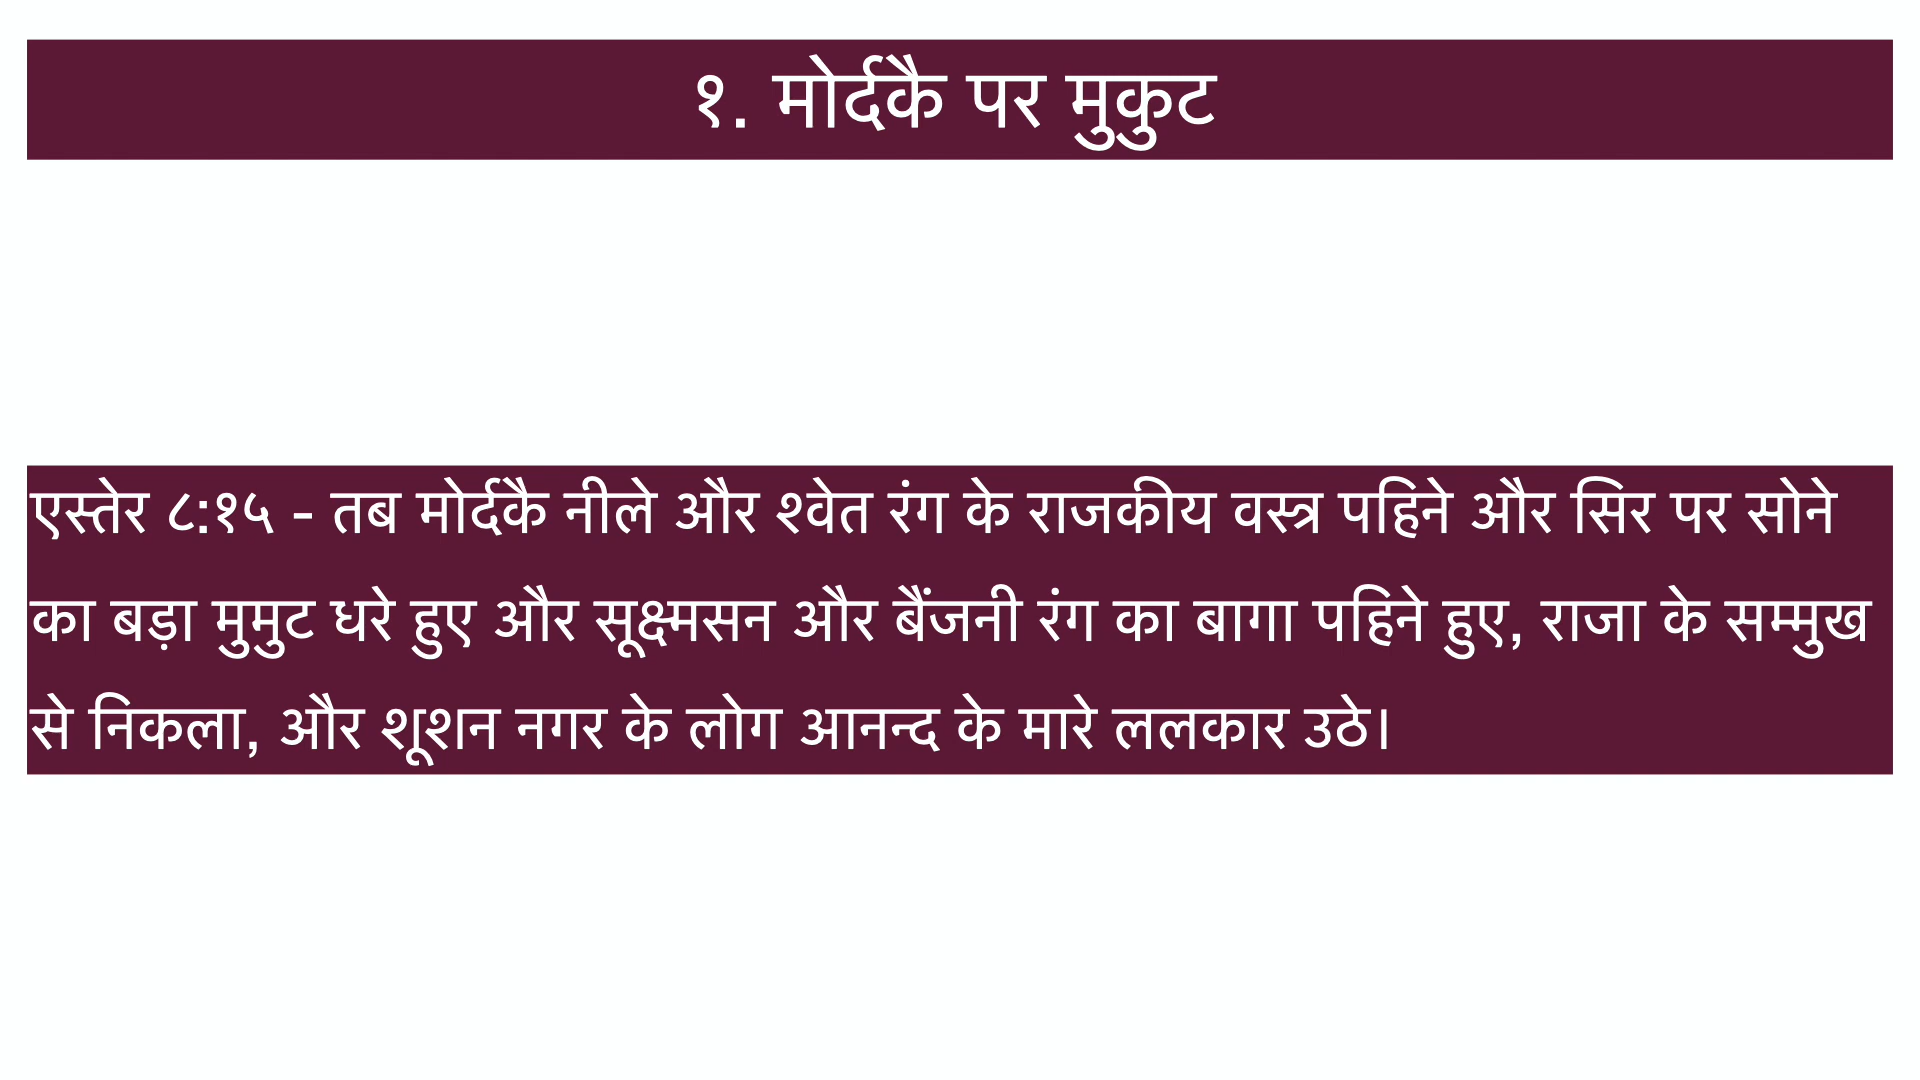 १. मोर्दकै पर मुकुट
एस्तेर ८:१५ - तब मोर्दकै नीले और श्वेत रंग के राजकीय वस्त्र पहिने और सिर पर सोने
का बड़ा मुमुट धरे हुए और सूक्ष्मसन और बैंजनी रंग का बागा पहिने हुए, राजा के सम्मुख
से निकला, और शूशन नगर के लोग आनन्द के मारे ललकार उठे।